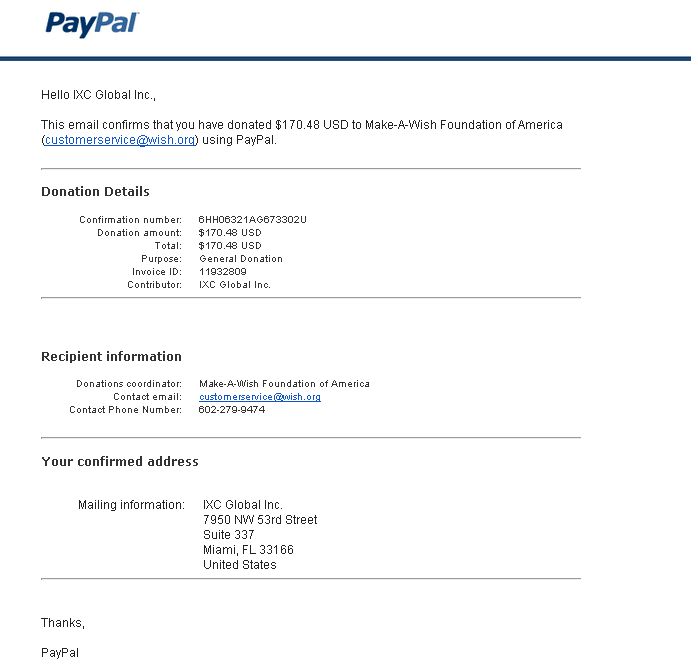 PayPal
Hello IXC Global Inc.,
This email confirms that you have donated $170.48 USD to Make-A-Wish Foundation of America
(customerservice@wish.org) using PayPal.
Donation Details
Confirmation number: 6HH06321AG673302U
Donation amount: $170.48 USD
Total: $170.48 USD
Purpose: General Donation
Invoice ID: 11932809
Contributor: IXC Global Inc.
Recipient information
Donations coordinator: Make-A-Wish Foundation of America
Contact email: customerservice@wish.org
Contact Phone Number: 602-279-9474
Your confirmed address
Mailing information: IXC Global Inc.
7950 NW 53rd Street
Suite 337
Miami, FL 33166
United States
Thanks,
PayPal